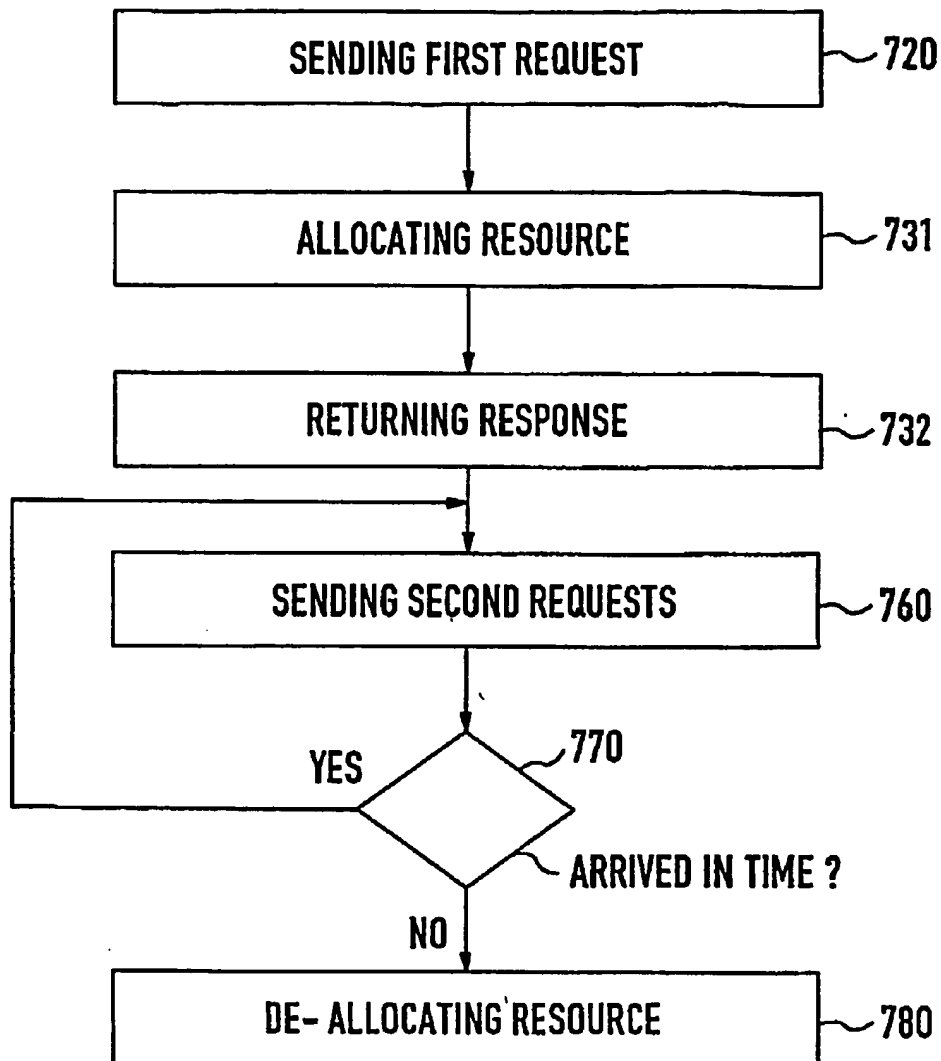 SENDING FIRST REQUEST
720
ALLOCATING RESOURCE
731
RETURNING RESPONSE
732
SENDING SECOND REQUESTS
760
770
YES
ARRIVED IN TIME ?
NO
DE- ALLOCATING RESOURCE
780